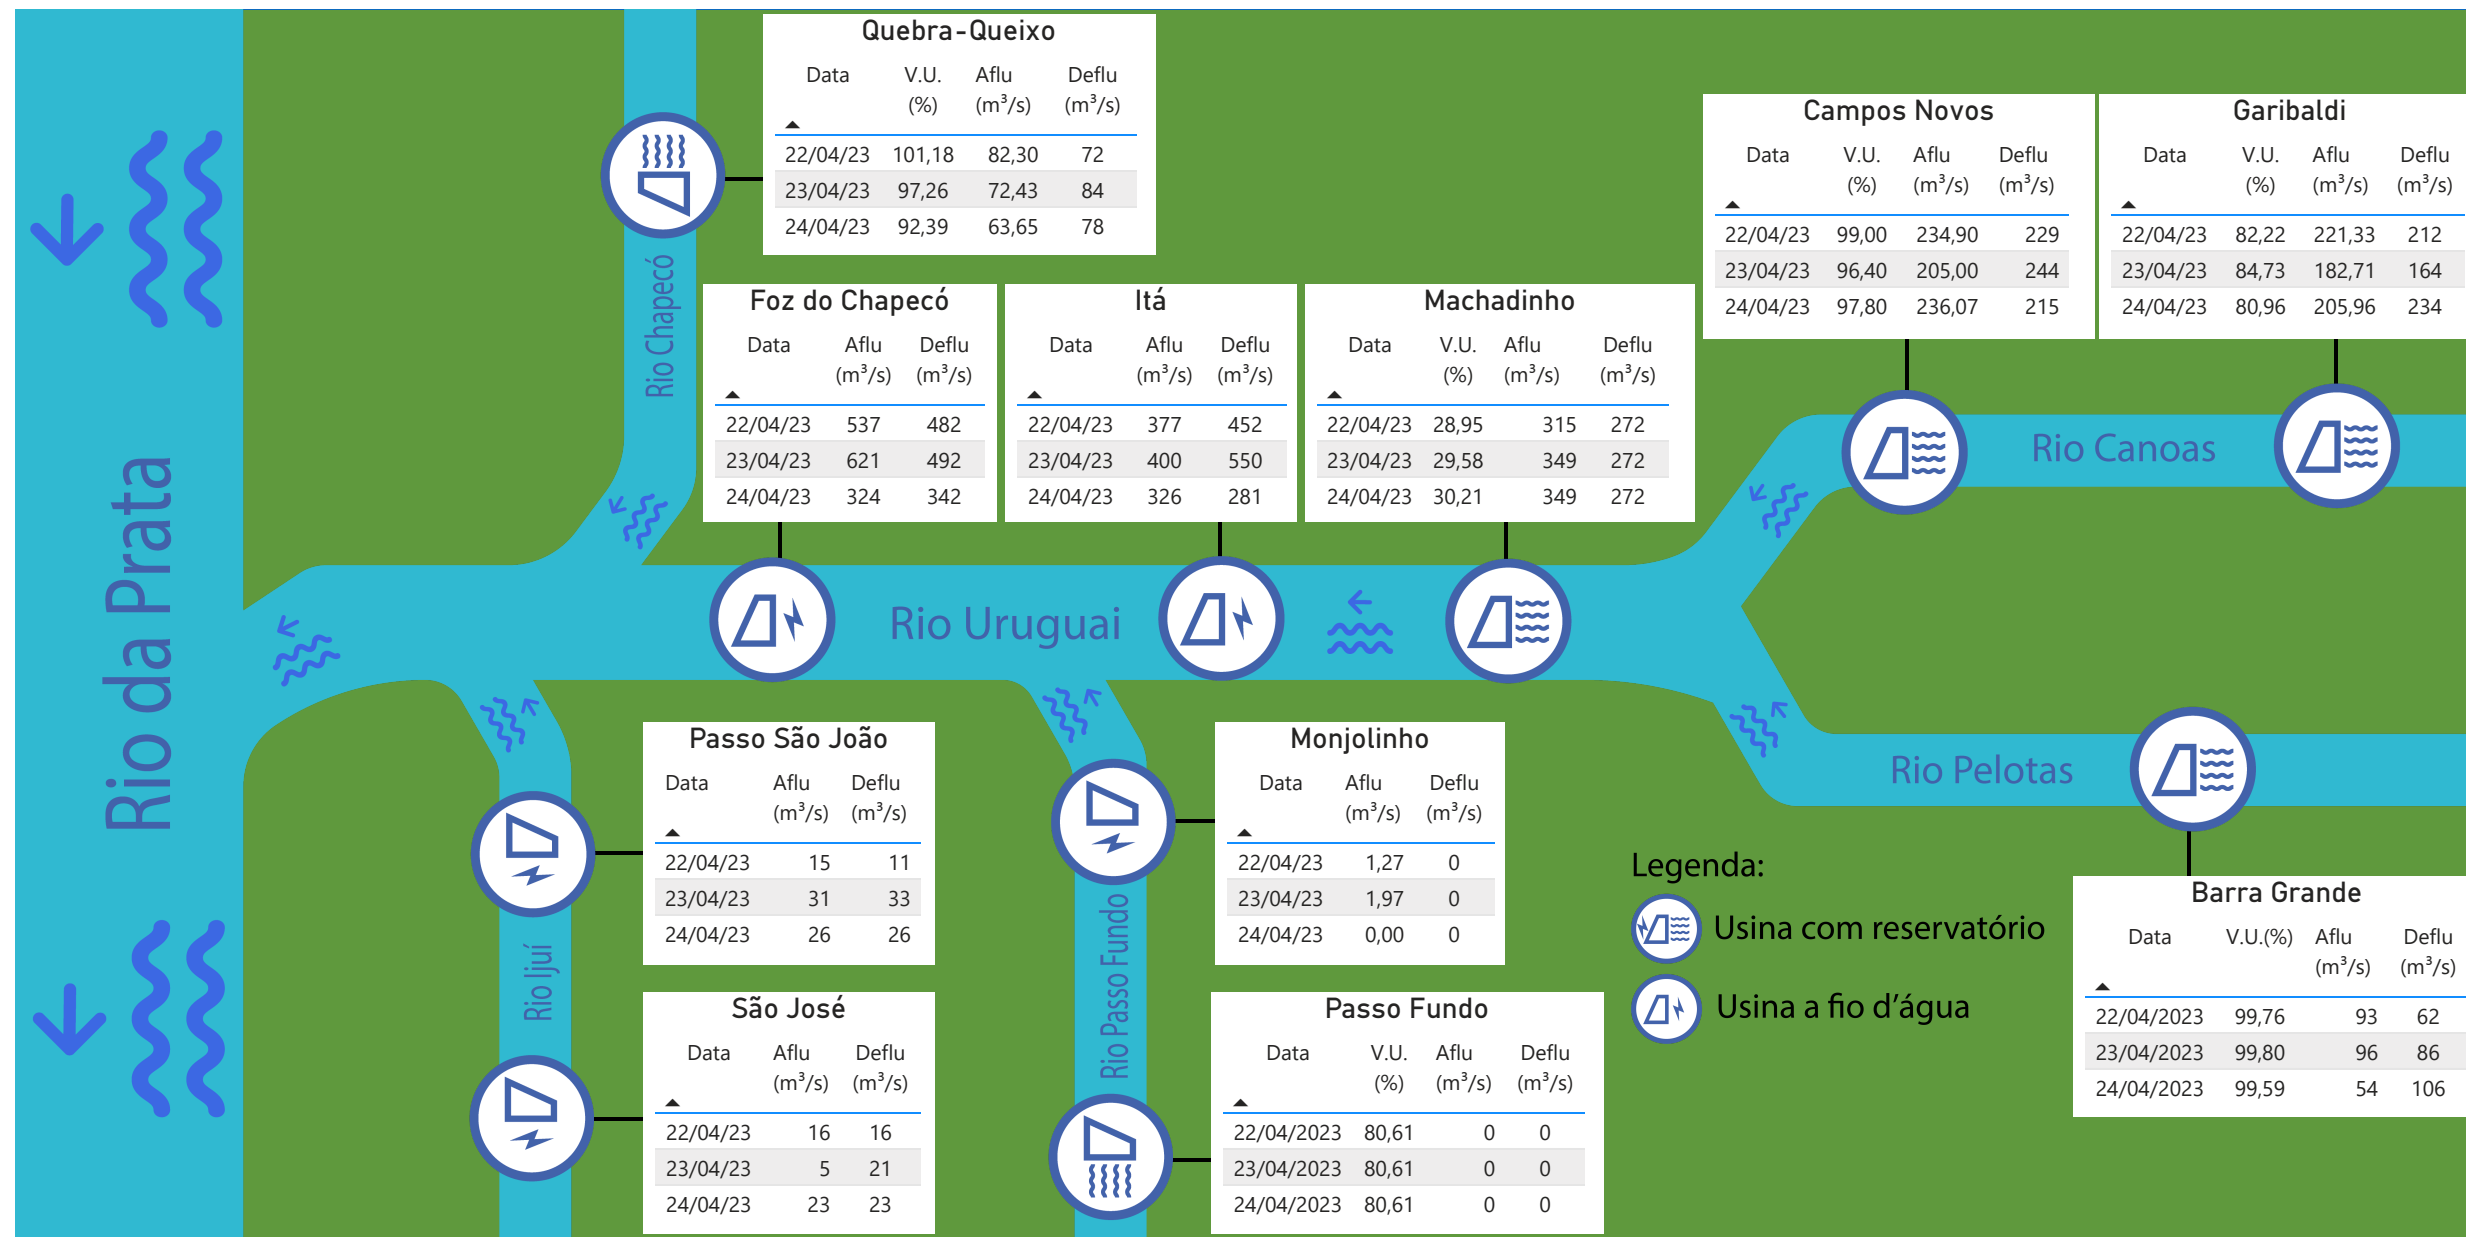 Quebra-Queixo
Data V.U. (%) Aflu (m³/s) Deflu (m³/s)
22/04/23 101,18 82,30 72
23/04/23 97,26 72,43 84
24/04/23 92,39 63,65 78
Campos Novos
Data V.U. (%) Aflu (m³/s) Deflu (m³/s)
22/04/23 99,00 234,90 229
23/04/23 96,40 205,00 244
24/04/23 97,80 236,07 215
Garibaldi
Data V.U. (%) Aflu (m³/s) Deflu (m³/s)
22/04/23 82,22 221,33 212
23/04/23 84,73 182,71 164
24/04/23 80,96 205,96 234
Rio Chapecó
Foz do Chapecó
Data Aflu (m³/s) Deflu (m³/s)
22/04/23 537 482
23/04/23 621 492
24/04/23 324 342
Itá
Data Aflu (m³/s) Deflu (m³/s)
22/04/23 377 452
23/04/23 400 550
24/04/23 326 281
Machadinho
Data V.U. (%) Aflu (m³/s) Deflu (m³/s)
22/04/23 28,95 315 272
23/04/23 29,58 349 272
24/04/23 30,21 349 272
Rio Canoas
Rio da Prata
Rio Uruguai
Rio Pelotas
Passo São João
Data Aflu (m³/s) Deflu (m³/s)
22/04/23 15 11
23/04/23 31 33
24/04/23 26 26
Monjolinho
Data Aflu (m³/s) Deflu (m³/s)
22/04/23 1,27 0
23/04/23 1,97 0
24/04/23 0,00 0
Legenda:
Usina com reservatório
Usina a fio d’água
Barra Grande
Data V.U.(%) Aflu (m³/s) Deflu (m³/s)
22/04/2023 99,76 93 62
23/04/2023 99,80 96 86
24/04/2023 99,59 54 106
Rio Ijuí
Rio Passo Fundo
São José
Data Aflu (m³/s) Deflu (m³/s)
22/04/23 16 16
23/04/23 5 21
24/04/23 23 23
Passo Fundo
Data V.U. (%) Aflu (m³/s) Deflu (m³/s)
22/04/2023 80,61 0 0
23/04/2023 80,61 0 0
24/04/2023 80,61 0 0